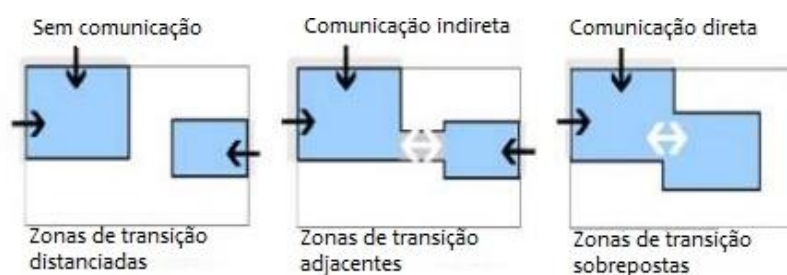 Sem comunicação
Comunicação indireta
Comunicação direta
Zonas de transição
distanciadas
Zonas de transição
adjacentes
Zonas de transição
sobrepostas